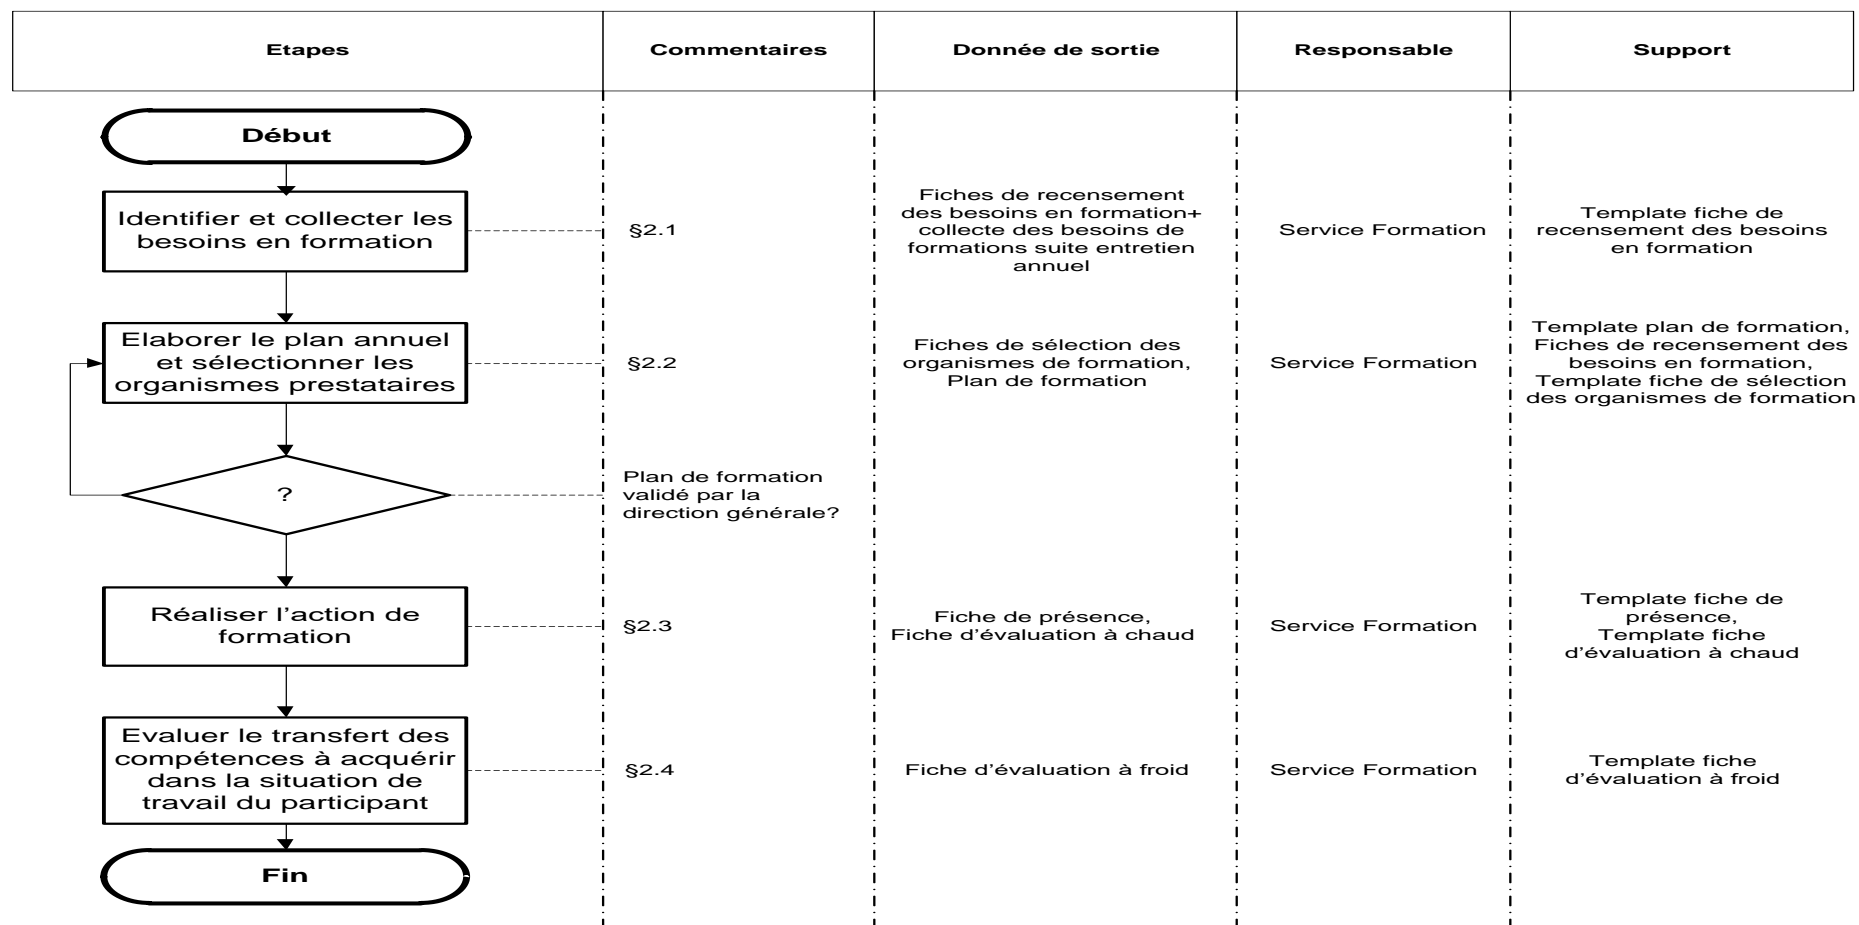 Etapes
Commentaires
Donnée de sortie
Responsable
Support
Début
Identifier et collecter les
besoins en formation
§2.1
Fiches de recensement
des besoins en formation+
collecte des besoins de
formations suite entretien
annuel
Service Formation
Template fiche de
recensement des besoins
en formation
Elaborer le plan annuel
et sélectionner les
organismes prestataires
§2.2
Fiches de sélection des
organismes de formation,
Plan de formation
Service Formation
Template plan de formation,
Fiches de recensement des
besoins en formation,
Template fiche de sélection
des organismes de formation
?
Plan de formation
validé par la
direction générale?
Réaliser l’action de
formation
§2.3
Fiche de présence,
Fiche d’évaluation à chaud
Service Formation
Template fiche de
présence,
Template fiche
d’évaluation à chaud
Evaluer le transfert des
compétences à acquérir
dans la situation de
travail du participant
§2.4
Fiche d’évaluation à froid
Service Formation
Template fiche
d’évaluation à froid
Fin